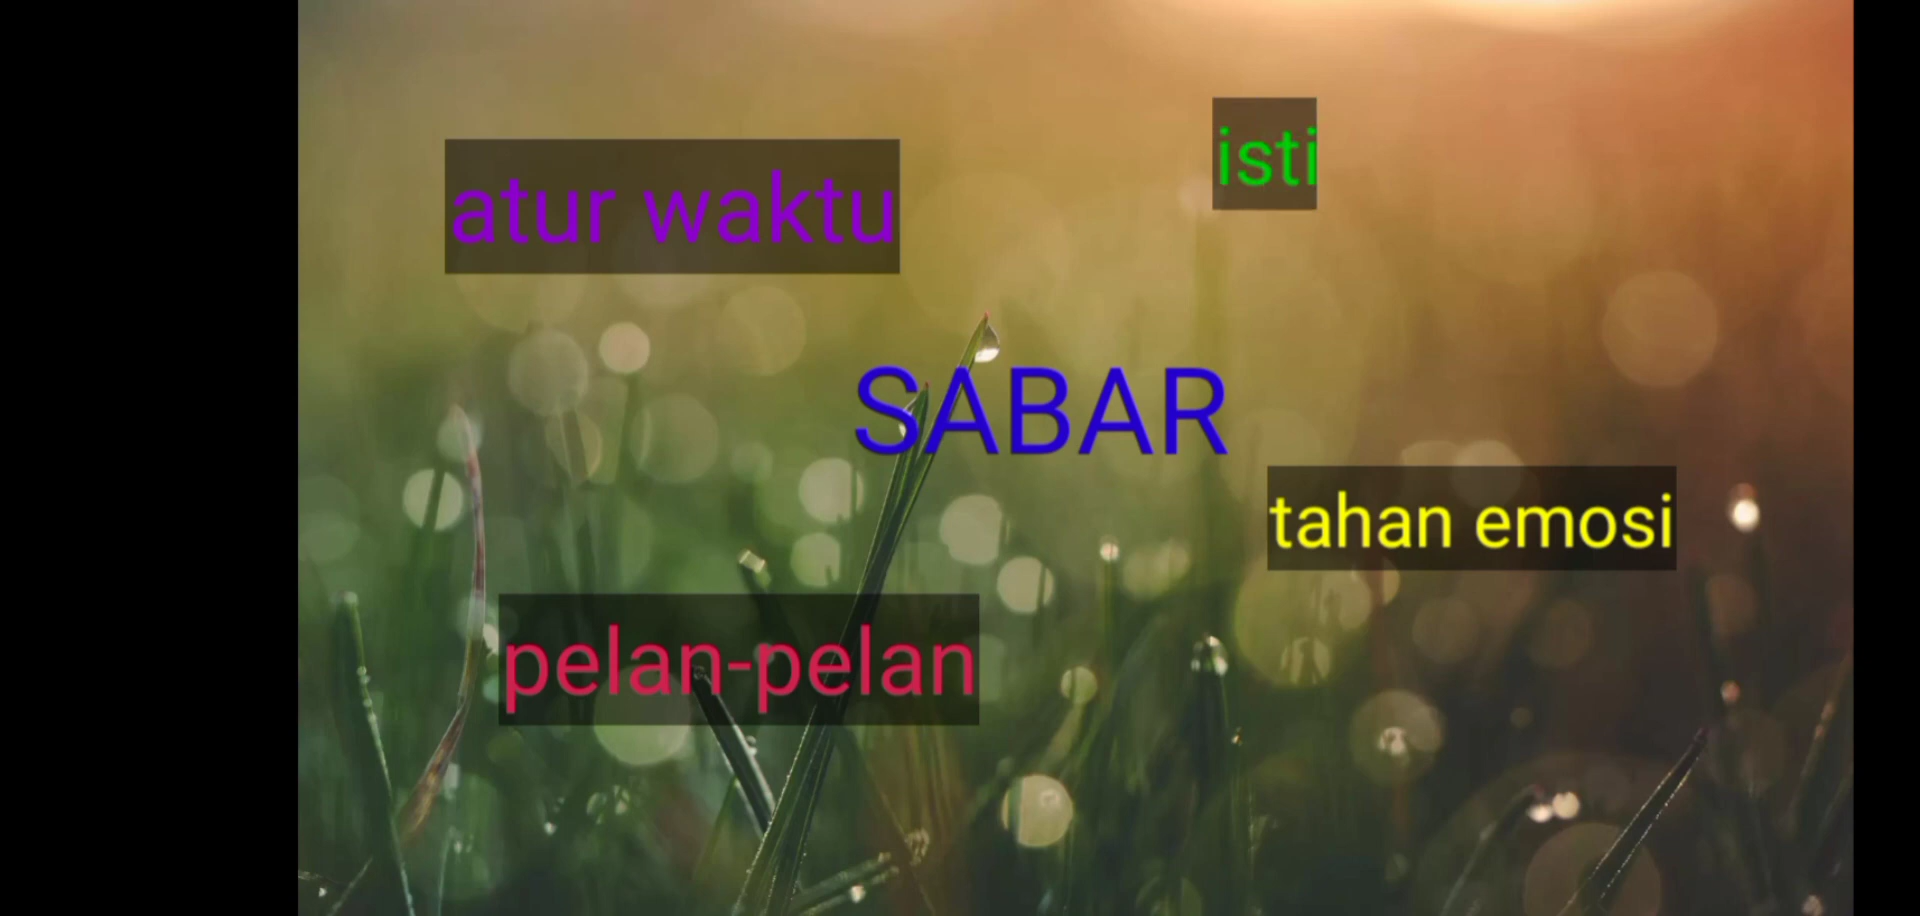 isti
atur waktu
SABAR
tahan emosi
pelan-pelan